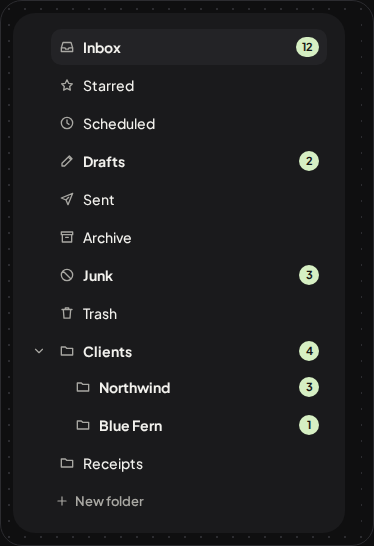 Inbox 12
Starred
Scheduled
Drafts 2
Sent
Archive
Junk 3
Trash
Clients 4
Northwind 3
Blue Fern 1
Receipts
New folder